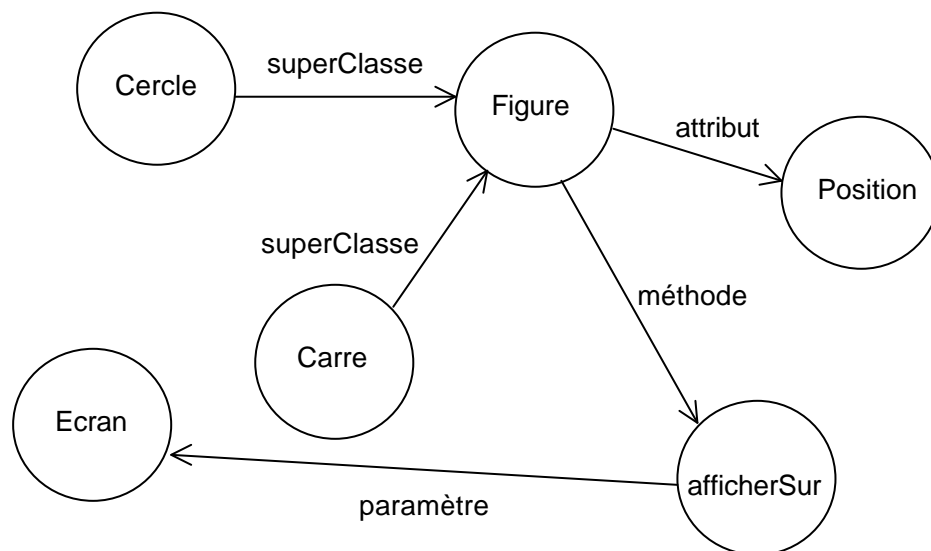 superClasse
Cercle
Figure
attribut
Position
superClasse
méthode
Carre
Ecran
afficherSur
paramètre